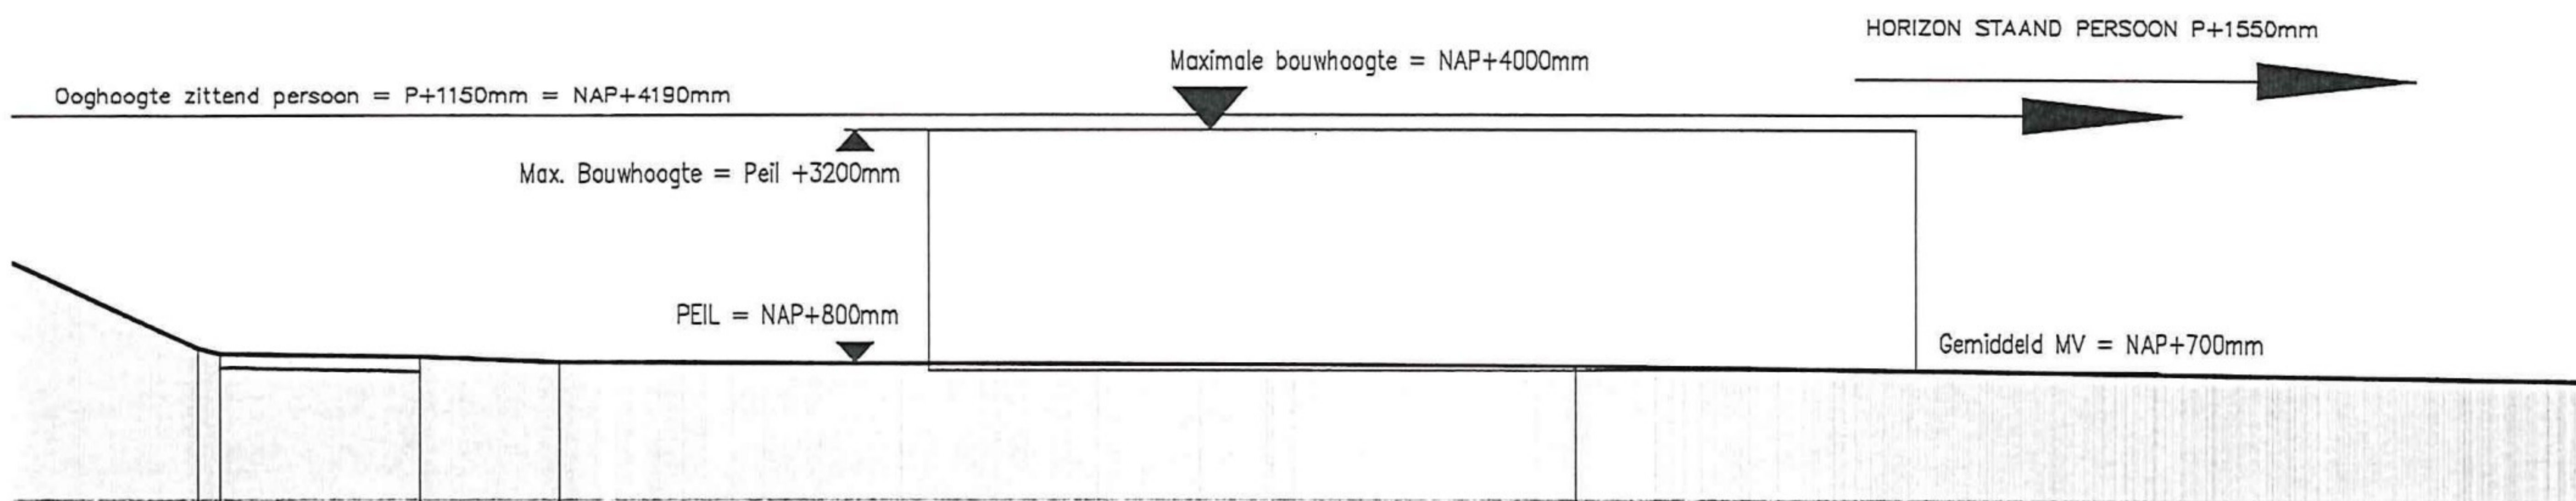 HORIZON STAAND PERSOON P+1550mm
Maximale bouwhoogte = NAP+4000mm
Ooghoogte zittend persoon = P+1150mm = NAP+4190mm
Max. Bouwhoogte = Peil +3200mm
PEIL = NAP+800mm
Gemiddeld MV = NAP+700mm